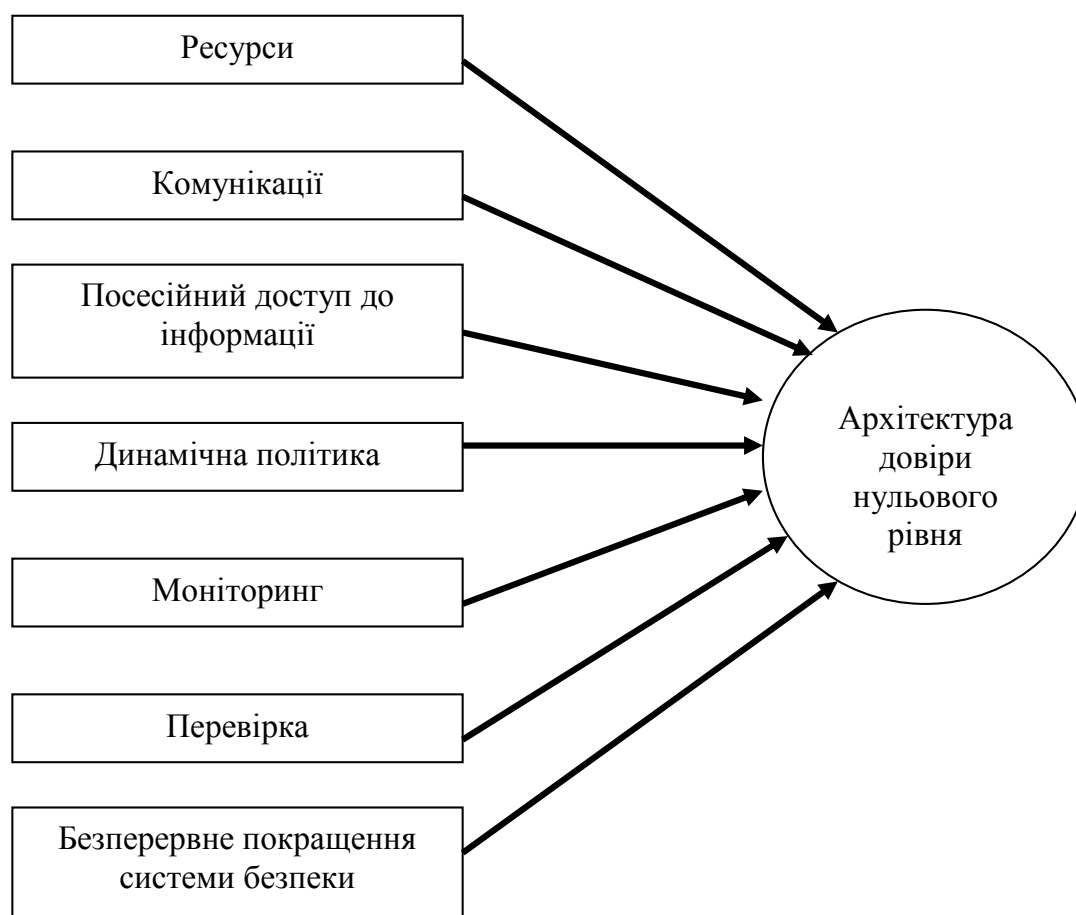 Ресурси
Комунікації
Посесійний доступ до
інформації
Динамічна політика
Моніторинг
Перевірка
Безперервне покращення
системи безпеки
Архітектура
довіри
нульового
рівня